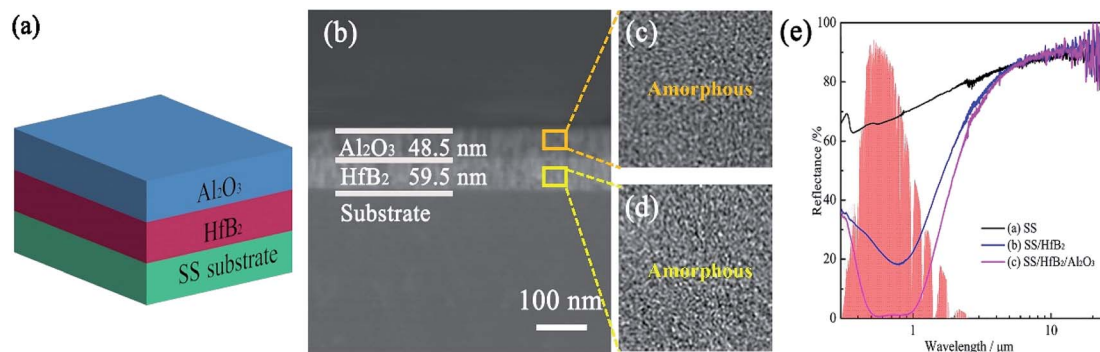 (a)
Al₂O₃
HfB₂
SS substrate
(b)
Al₂O₃ 48.5 nm
HfB₂ 59.5 nm
Substrate
100 nm
(c)
Amorphous
(d)
Amorphous
(e)
100
80
60
40
20
0
Reflectance /%
(a) SS
(b) SS/HfB₂
(c) SS/HfB₂/Al₂O₃
1
10
Wavelength / μm